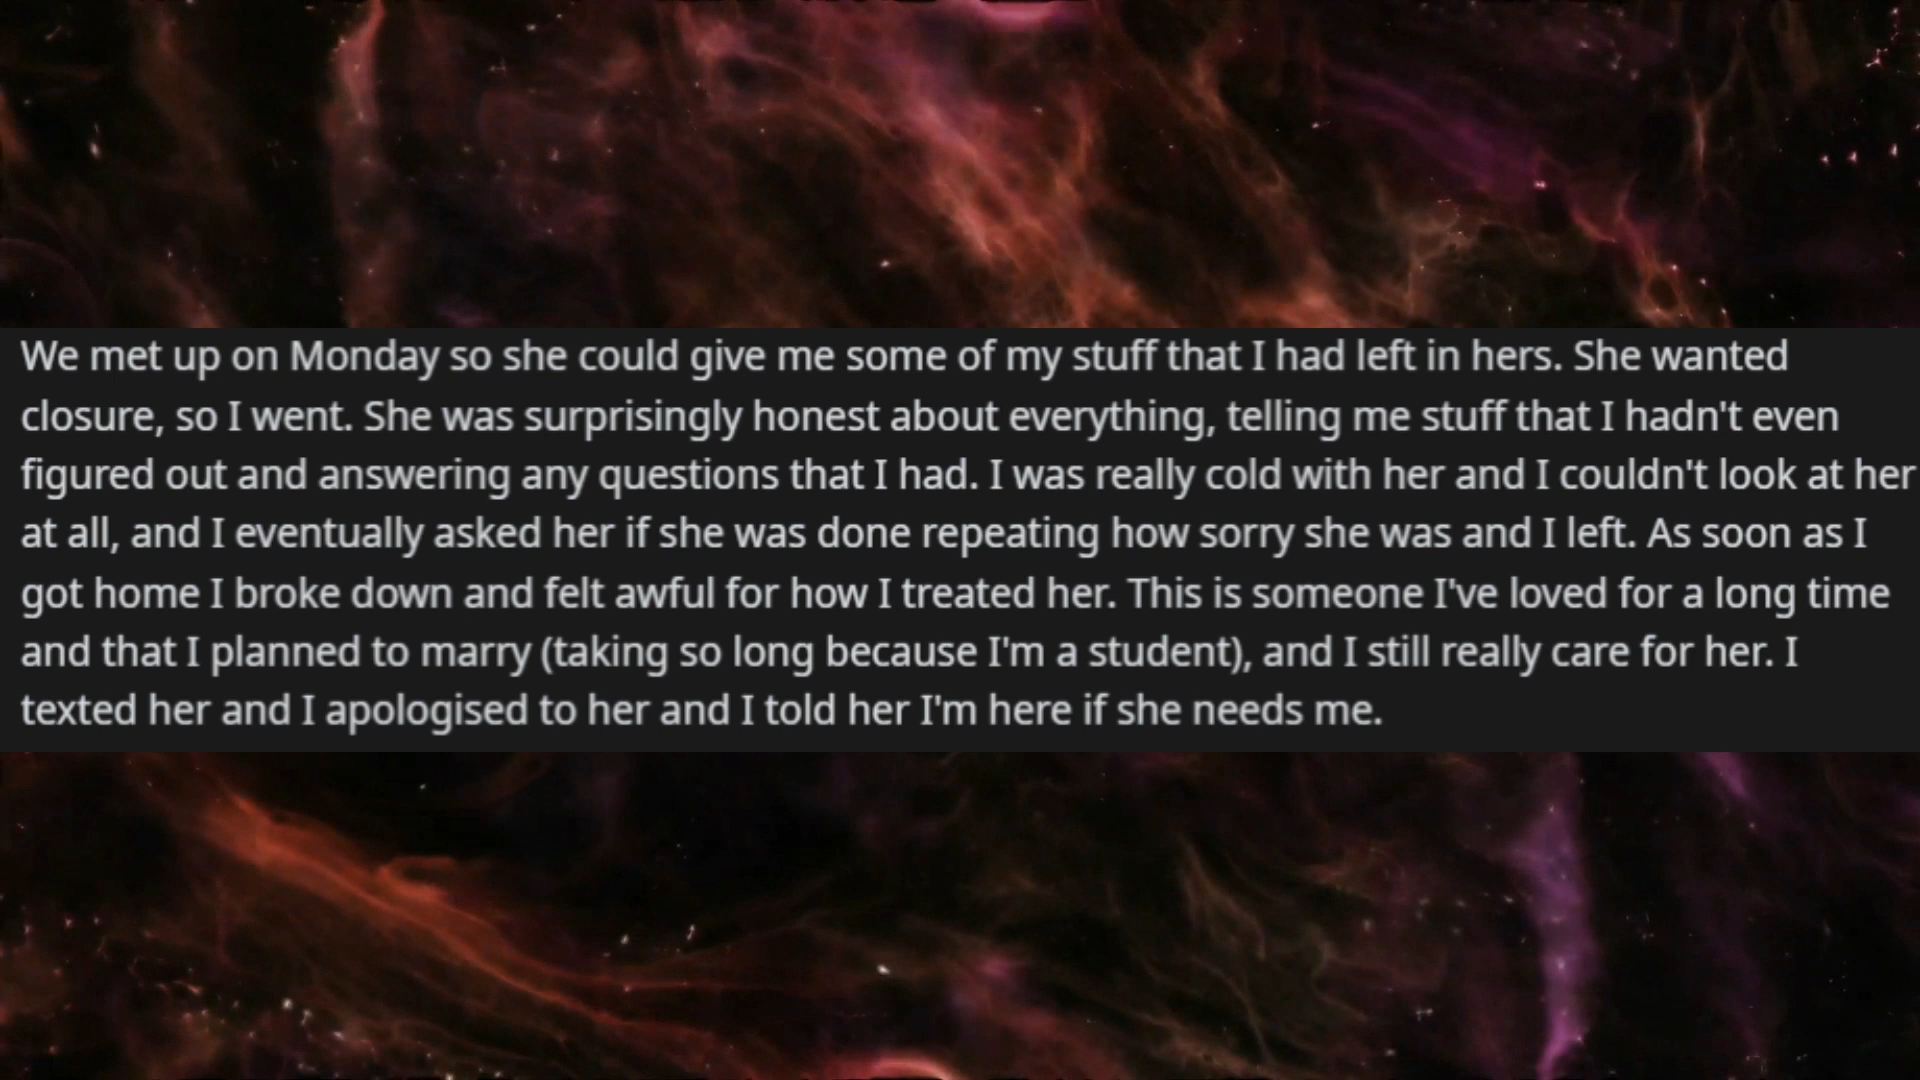 We met up on Monday so she could give me some of my stuff that I had left in hers. She wanted
closure, so I went. She was surprisingly honest about everything, telling me stuff that I hadn't even
figured out and answering any questions that I had. I was really cold with her and I couldn't look at her
at all, and I eventually asked her if she was done repeating how sorry she was and I left. As soon as I
got home I broke down and felt awful for how I treated her. This is someone I've loved for a long time
and that I planned to marry (taking so long because I'm a student), and I still really care for her. I
texted her and I apologised to her and I told her I'm here if she needs me.